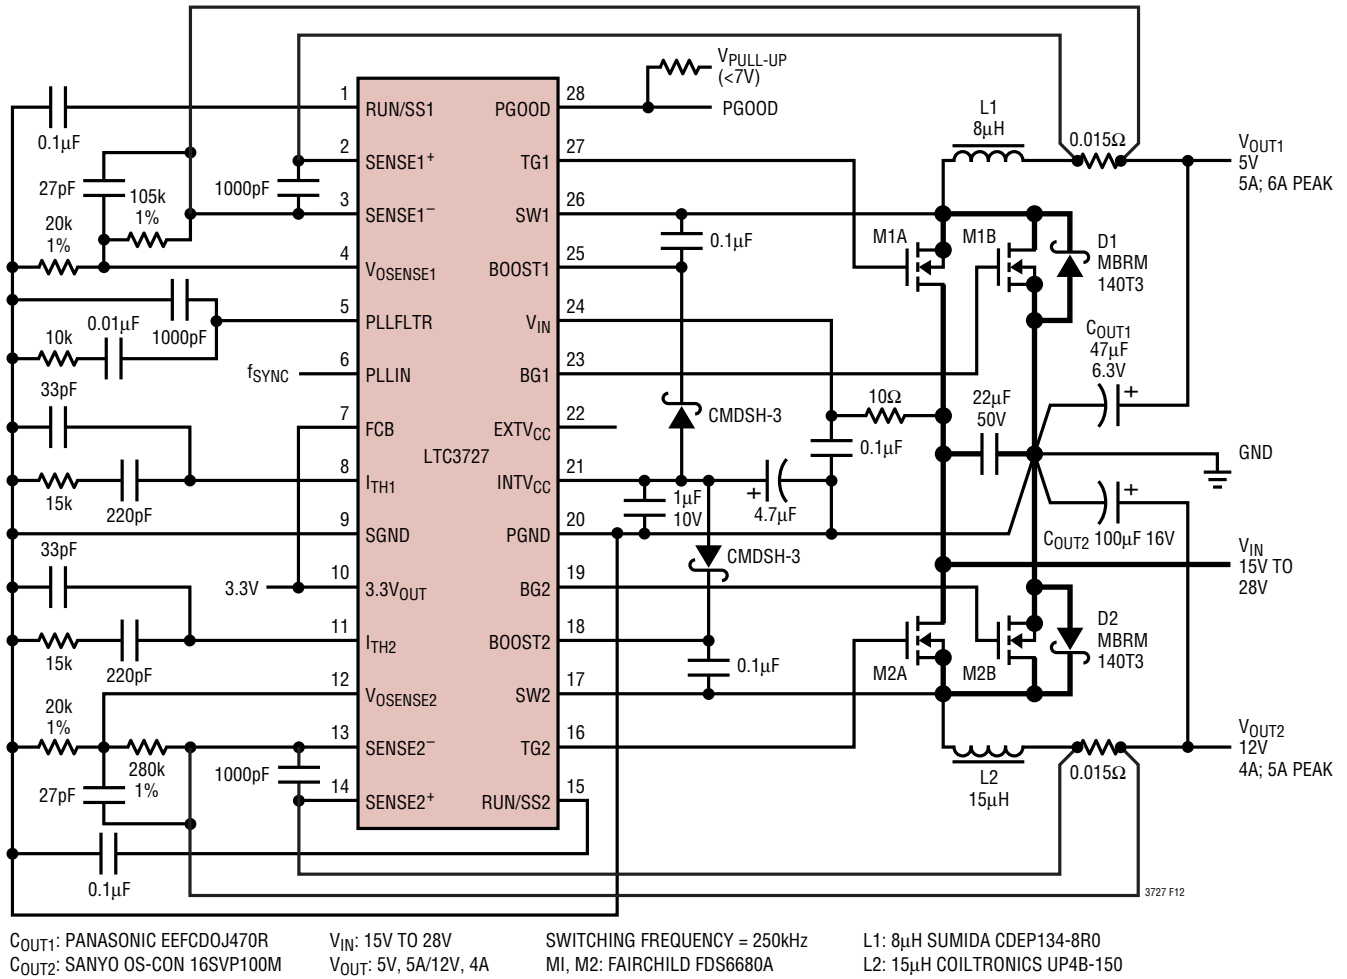 V_PULL-UP
(<7V)
PGOOD
1
RUN/SS1
PGOOD
28
0.1µF
2
SENSE1+
TG1
27
27pF
105k
1%
1000pF
3
SENSE1−
SW1
26
20k
1%
4
V_OSENSE1
BOOST1
25
0.1µF
0.01µF
1000pF
5
PLLFLTR
V_IN
24
10k
f_SYNC
6
PLLIN
BG1
23
33pF
7
FCB
EXTV_CC
22
LTC3727
15k
220pF
8
I_TH1
INTV_CC
21
9
SGND
PGND
20
33pF
3.3V
10
3.3V_OUT
BG2
19
15k
220pF
11
I_TH2
BOOST2
18
12
V_OSENSE2
SW2
17
20k
1%
13
SENSE2−
TG2
16
280k
1%
27pF
1000pF
14
SENSE2+
RUN/SS2
15
0.1µF
CMDSH-3
1µF
10V
4.7µF
CMDSH-3
0.1µF
10Ω
0.1µF
22µF
50V
L1
8µH
0.015Ω
V_OUT1
5V
5A; 6A PEAK
M1A
M1B
D1
MBRM
140T3
C_OUT1
47µF
6.3V
GND
C_OUT2 100µF 16V
V_IN
15V TO
28V
M2A
M2B
D2
MBRM
140T3
L2
15µH
0.015Ω
V_OUT2
12V
4A; 5A PEAK
3727 F12
C_OUT1: PANASONIC EEFCDOJ470R
C_OUT2: SANYO OS-CON 16SVP100M
V_IN: 15V TO 28V
V_OUT: 5V, 5A/12V, 4A
SWITCHING FREQUENCY = 250kHz
MI, M2: FAIRCHILD FDS6680A
L1: 8µH SUMIDA CDEP134-8R0
L2: 15µH COILTRONICS UP4B-150